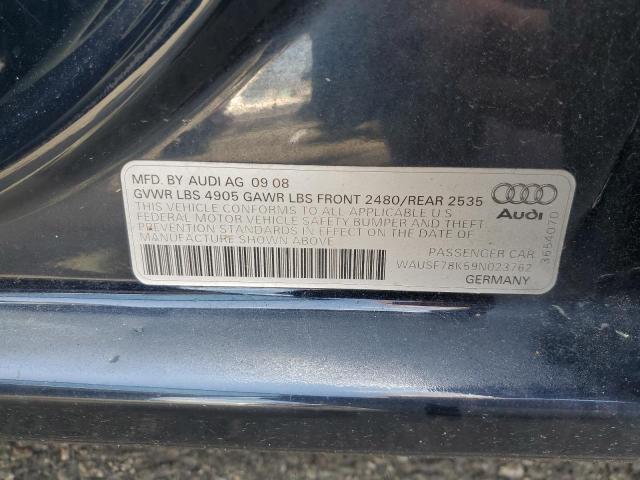 MFD. BY AUDI AG 09 08
GVWR LBS 4905 GAWR LBS FRONT 2480/REAR 2535
THIS VEHICLE CONFORMS TO ALL APPLICABLE U S
FEDERAL MOTOR VEHICLE SAFETY BUMPER AND THEFT
PREVENTION STANDARDS IN EFFECT ON THE DATE OF
MANUFACTURE SHOWN ABOVE
Audi
3654070
PASSENGER CAR
WAUSF78K59N023762
GERMANY